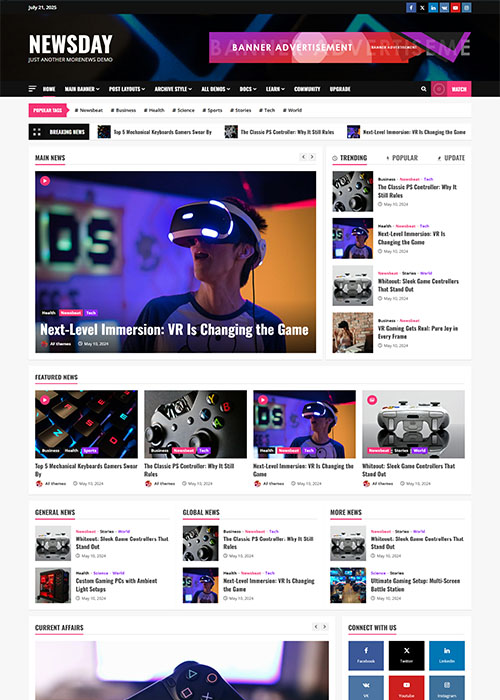 July 21, 2025
NEWSDAY
JUST ANOTHER MORENEWS DEMO
BANNER ADVERTISEMENT
BANNER ADVERTISEMENT
HOME MAIN BANNER POST LAYOUTS ARCHIVE STYLE ALL DEMOS DOCS LEARN COMMUNITY UPGRADE WATCH
POPULAR TAGS # Newsbeat # Business # Health # Science # Sports # Stories # Tech # World
BREAKING NEWS Top 5 Mechanical Keyboards Gamers Swear By The Classic PS Controller: Why It Still Rules Next-Level Immersion: VR Is Changing the Game
MAIN NEWS
Health Newsbeat Tech
Next-Level Immersion: VR Is Changing the Game
AF themes May 10, 2024
TRENDING POPULAR UPDATE
Business Newsbeat Tech
The Classic PS Controller: Why It
Still Rules
May 10, 2024
Health Newsbeat Tech
Next-Level Immersion: VR Is
Changing the Game
May 10, 2024
Newsbeat Stories World
Whiteout: Sleek Game Controllers
That Stand Out
May 10, 2024
Business Newsbeat
VR Gaming Gets Real: Pure Joy in
Every Frame
May 10, 2024
FEATURED NEWS
Business Health Sports
Top 5 Mechanical Keyboards Gamers Swear
By
AF themes May 10, 2024
Business Newsbeat Tech
The Classic PS Controller: Why It Still
Rules
AF themes May 10, 2024
Health Newsbeat Tech
Next-Level Immersion: VR Is Changing the
Game
AF themes May 10, 2024
Newsbeat Stories World
Whiteout: Sleek Game Controllers That
Stand Out
AF themes May 10, 2024
GENERAL NEWS
Newsbeat Stories World
Whiteout: Sleek Game Controllers That
Stand Out
May 10, 2024
Health Science World
Custom Gaming PCs with Ambient
Light Setups
May 10, 2024
GLOBAL NEWS
Business Newsbeat Tech
The Classic PS Controller: Why It Still
Rules
May 10, 2024
Health Newsbeat Tech
Next-Level Immersion: VR Is Changing
the Game
May 10, 2024
MORE NEWS
Newsbeat Stories World
Whiteout: Sleek Game Controllers
That Stand Out
May 10, 2024
Science Stories
Ultimate Gaming Setup: Multi-Screen
Battle Station
May 10, 2024
CURRENT AFFAIRS
CONNECT WITH US
Facebook Twitter Linkedin
VK Youtube Instagram